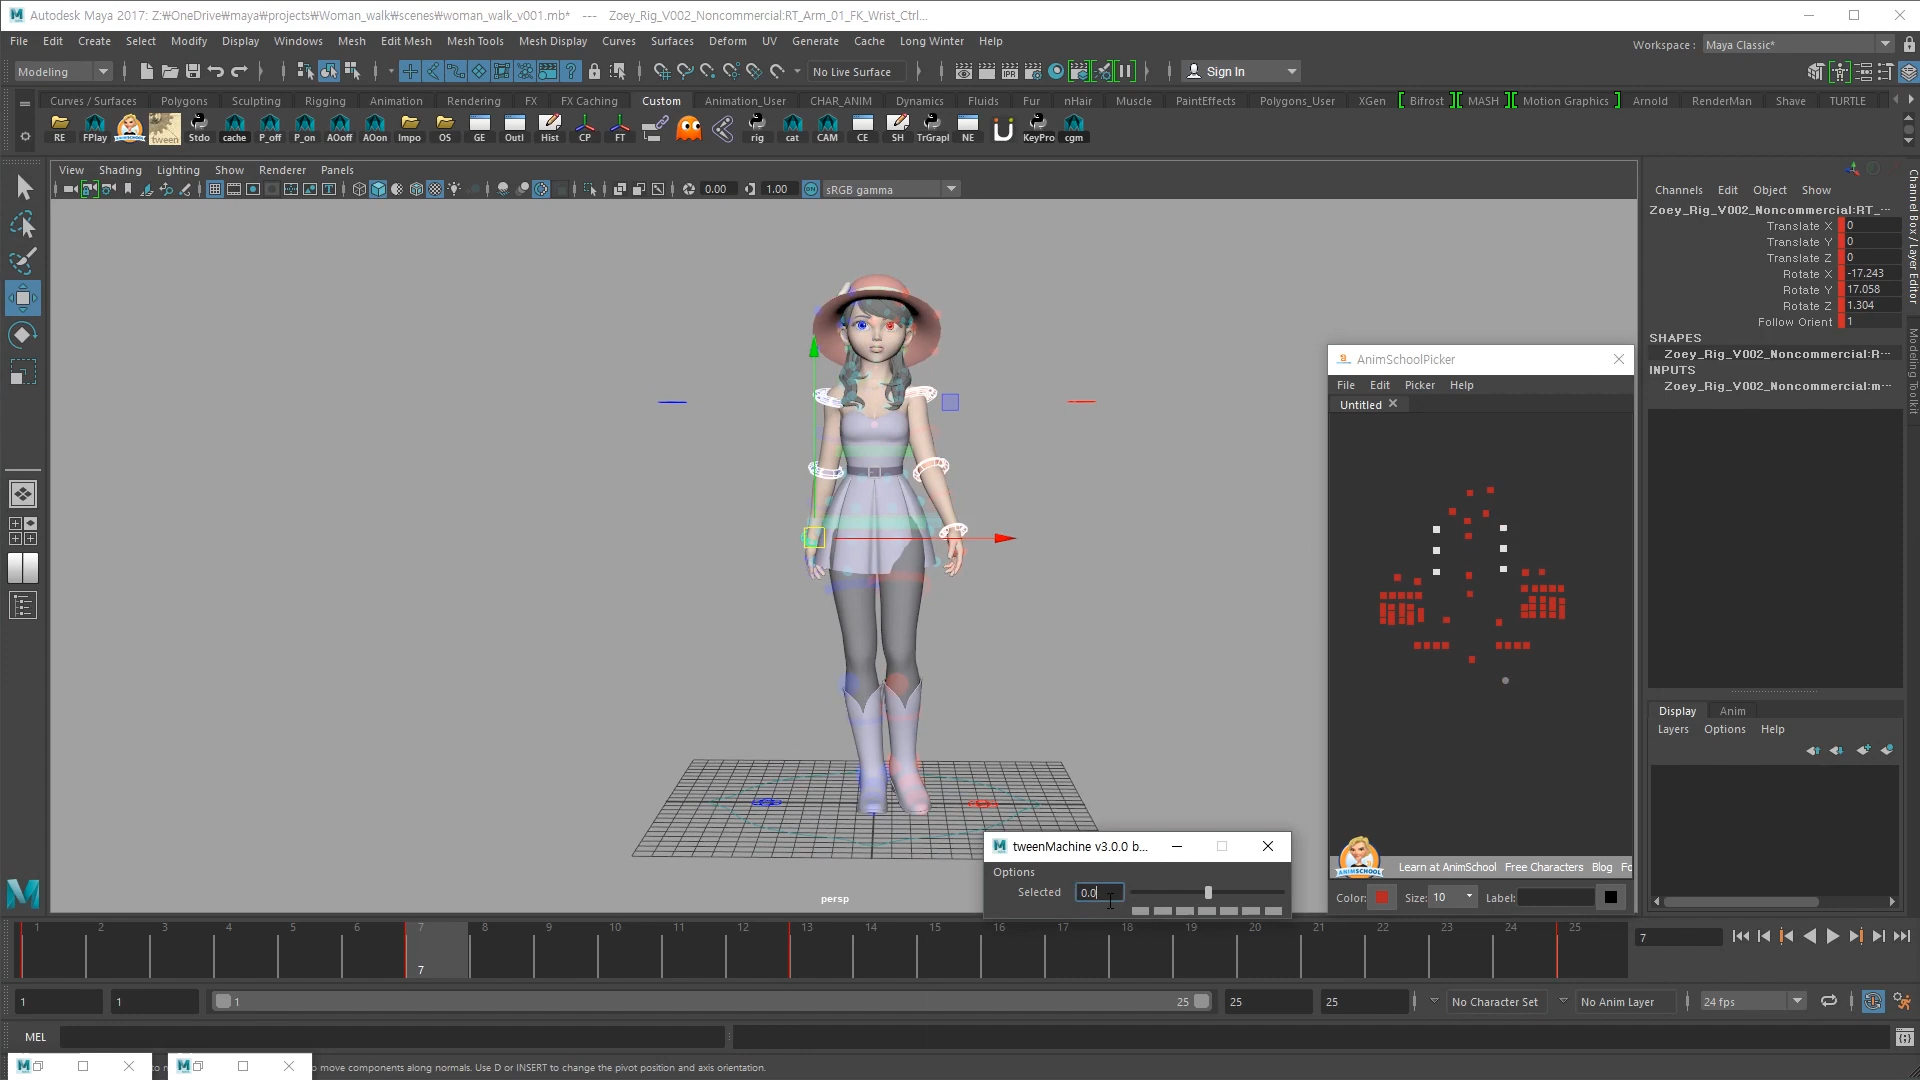 Autodesk Maya 2017: Z:₩OneDrive₩maya₩projects₩Woman_walk₩scenes₩woman_walk_v001.mb*   ---   Zoey_Rig_V002_Noncommercial:RT_Arm_01_FK_Wrist_Ctrl...
File Edit Create Select Modify Display Windows Mesh Edit Mesh Mesh Tools Mesh Display Curves Surfaces Deform UV Generate Cache Long Winter Help
Workspace : Maya Classic*
Modeling No Live Surface Sign In
Curves / Surfaces Polygons Sculpting Rigging Animation Rendering FX FX Caching Custom Animation_User CHAR_ANIM Dynamics Fluids Fur nHair Muscle PaintEffects Polygons_User XGen Bifrost MASH Motion Graphics Arnold RenderMan Shave TURTLE
RE FPlay tween Stdo cache P_off P_on AOoff AOon Impo OS GE Outl Hist CP FT rig cat CAM CE SH TrGrapl NE KeyPro cgm
View Shading Lighting Show Renderer Panels
0.00 1.00 sRGB gamma
Channels Edit Object Show
Zoey_Rig_V002_Noncommercial:RT_...
Translate X 0
Translate Y 0
Translate Z 0
Rotate X -17.243
Rotate Y 17.058
Rotate Z 1.304
Follow Orient 1
SHAPES
Zoey_Rig_V002_Noncommercial:R...
INPUTS
Zoey_Rig_V002_Noncommercial:m...
Channel Box / Layer Editor
Modeling Toolkit
AnimSchoolPicker
File Edit Picker Help
Untitled
ANIMSCHOOL
Learn at AnimSchool Free Characters Blog Fo
Color: Size: 10 Label:
Display Anim
Layers Options Help
tweenMachine v3.0.0 b...
Options
Selected 0.0
persp
1 2 3 4 5 6 7 8 9 10 11 12 13 14 15 16 17 18 19 20 21 22 23 24 25
7
7
1 1 1 25 25 25 No Character Set No Anim Layer 24 fps
MEL
move components along normals. Use D or INSERT to change the pivot position and axis orientation.